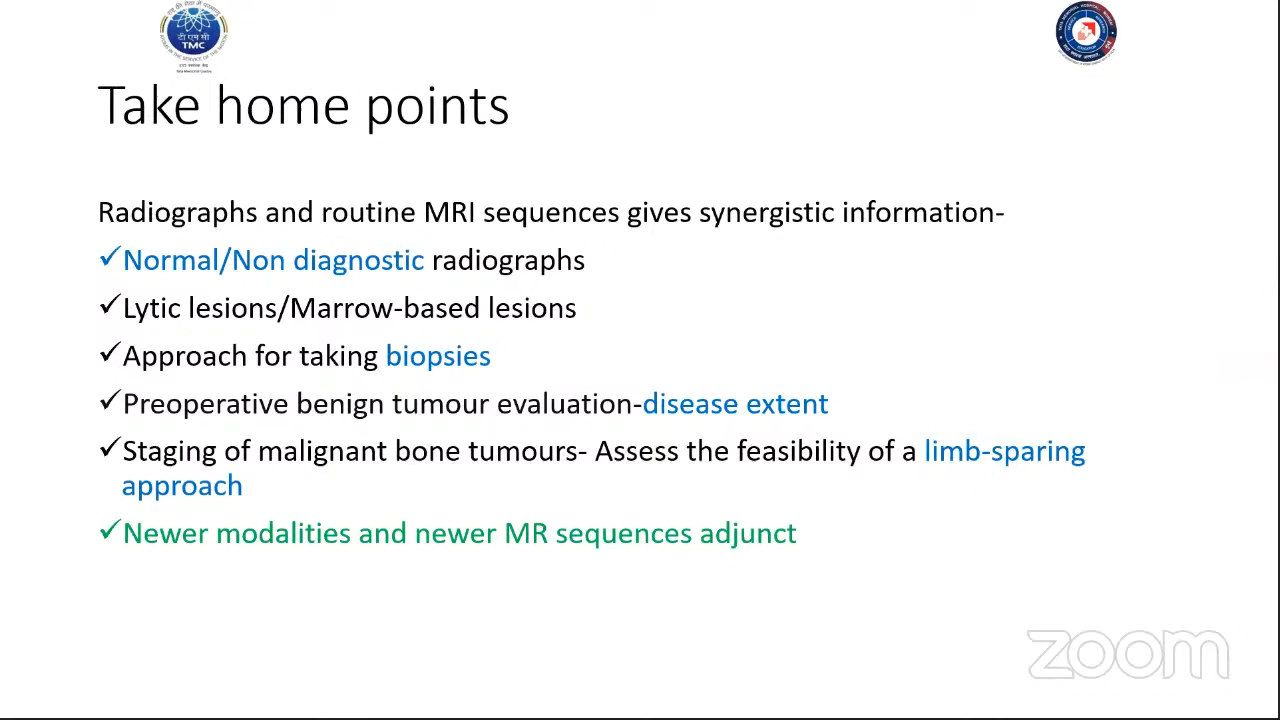 टी एम सी
TMC
Take home points
Radiographs and routine MRI sequences gives synergistic information-
✓Normal/Non diagnostic radiographs
✓Lytic lesions/Marrow-based lesions
✓Approach for taking biopsies
✓Preoperative benign tumour evaluation-disease extent
✓Staging of malignant bone tumours- Assess the feasibility of a limb-sparing
approach
✓Newer modalities and newer MR sequences adjunct
zoom